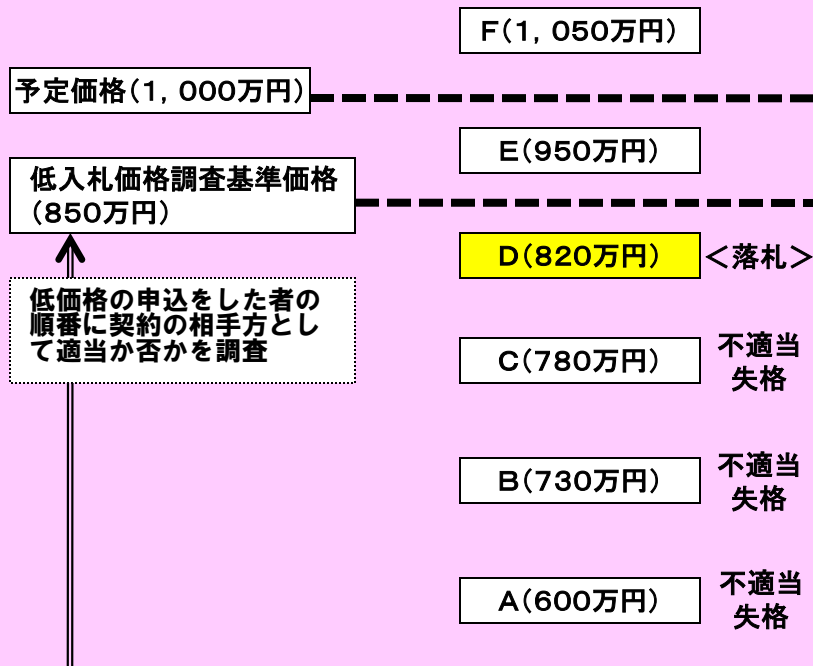 F（1，050万円）
予定価格（1，000万円）
E（950万円）
低入札価格調査基準価格
（850万円）
D（820万円）
＜落札＞
低価格の申込をした者の
順番に契約の相手方とし
て適当か否かを調査
C（780万円）
不適当
失格
B（730万円）
不適当
失格
A（600万円）
不適当
失格